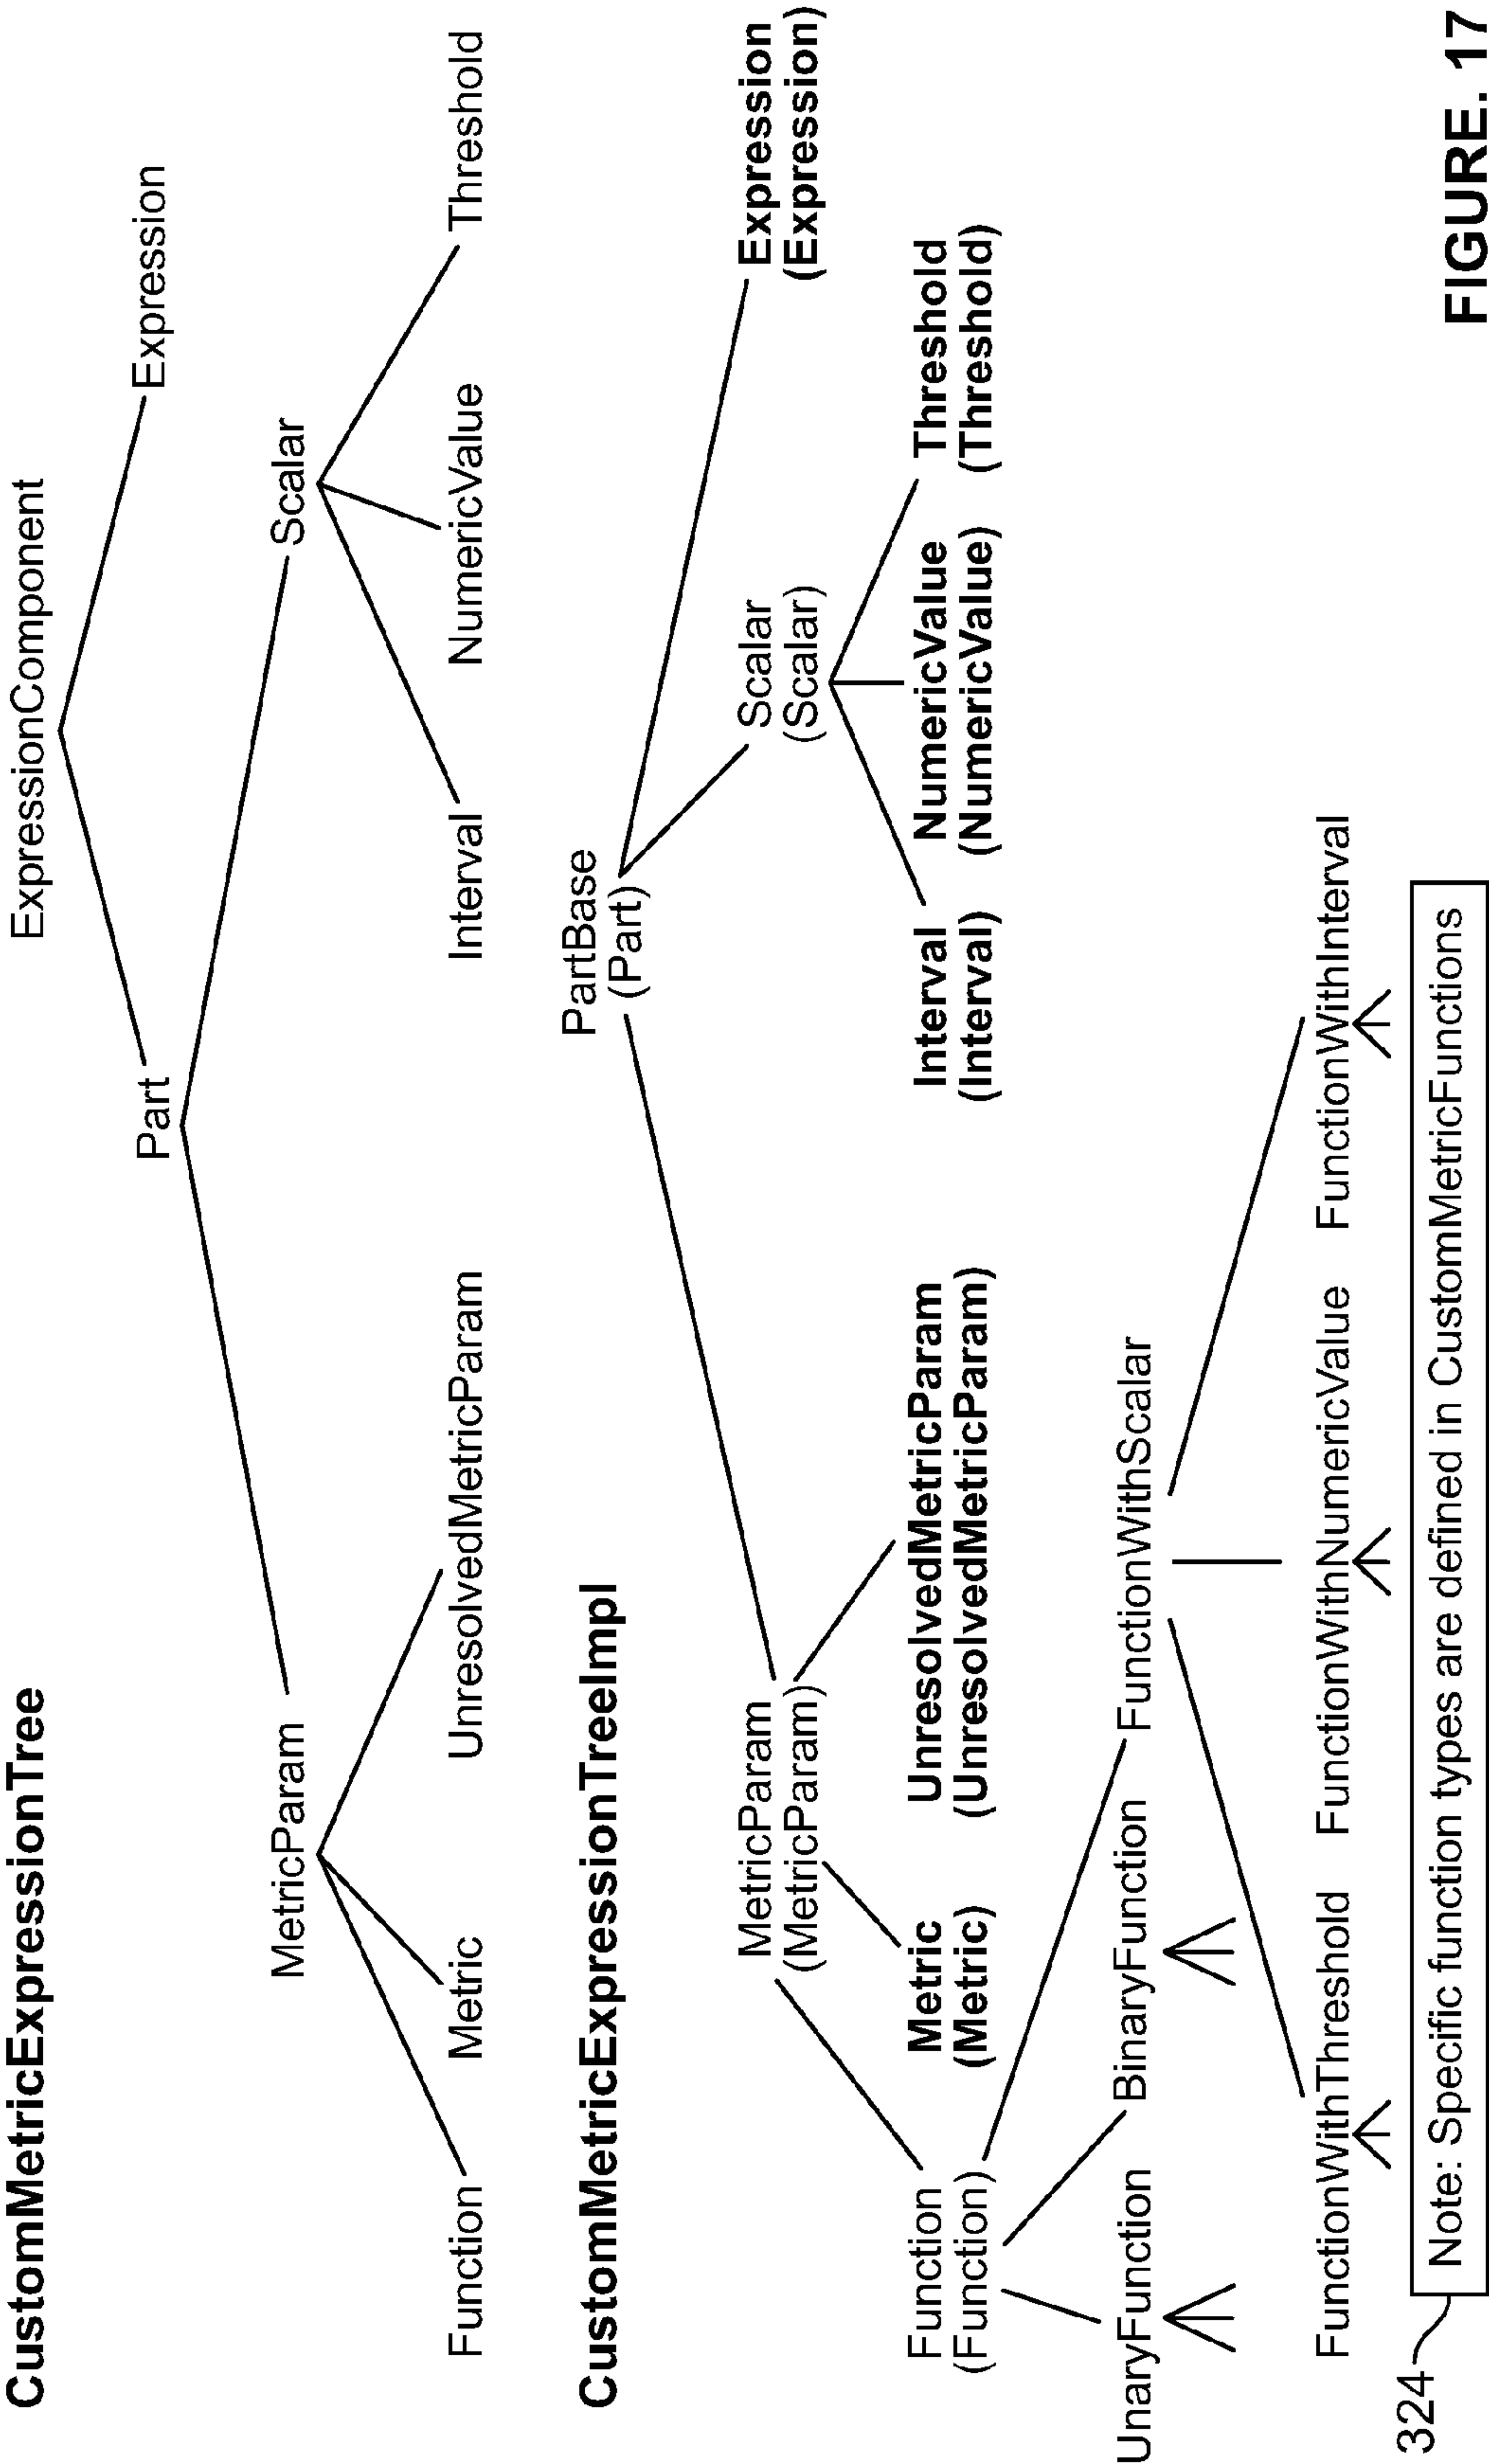 CustomMetricExpressionTree
ExpressionComponent
Part
Expression
MetricParam
Scalar
Function
Metric
UnresolvedMetricParam
Interval
NumericValue
Threshold
CustomMetricExpressionTreeImpl
PartBase
(Part)
MetricParam
(MetricParam)
Scalar
(Scalar)
Expression
(Expression)
Function
(Function)
Metric
(Metric)
UnresolvedMetricParam
(UnresolvedMetricParam)
Interval
(Interval)
NumericValue
(NumericValue)
Threshold
(Threshold)
UnaryFunction
BinaryFunction
FunctionWithScalar
FunctionWithThreshold
FunctionWithNumericValue
FunctionWithInterval
324
Note: Specific function types are defined in CustomMetricFunctions
FIGURE. 17